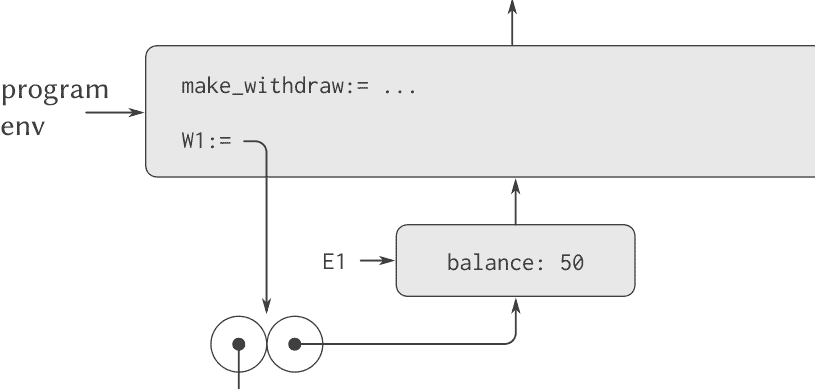 program
env
make_withdraw:= ...
W1:=
E1
balance: 50